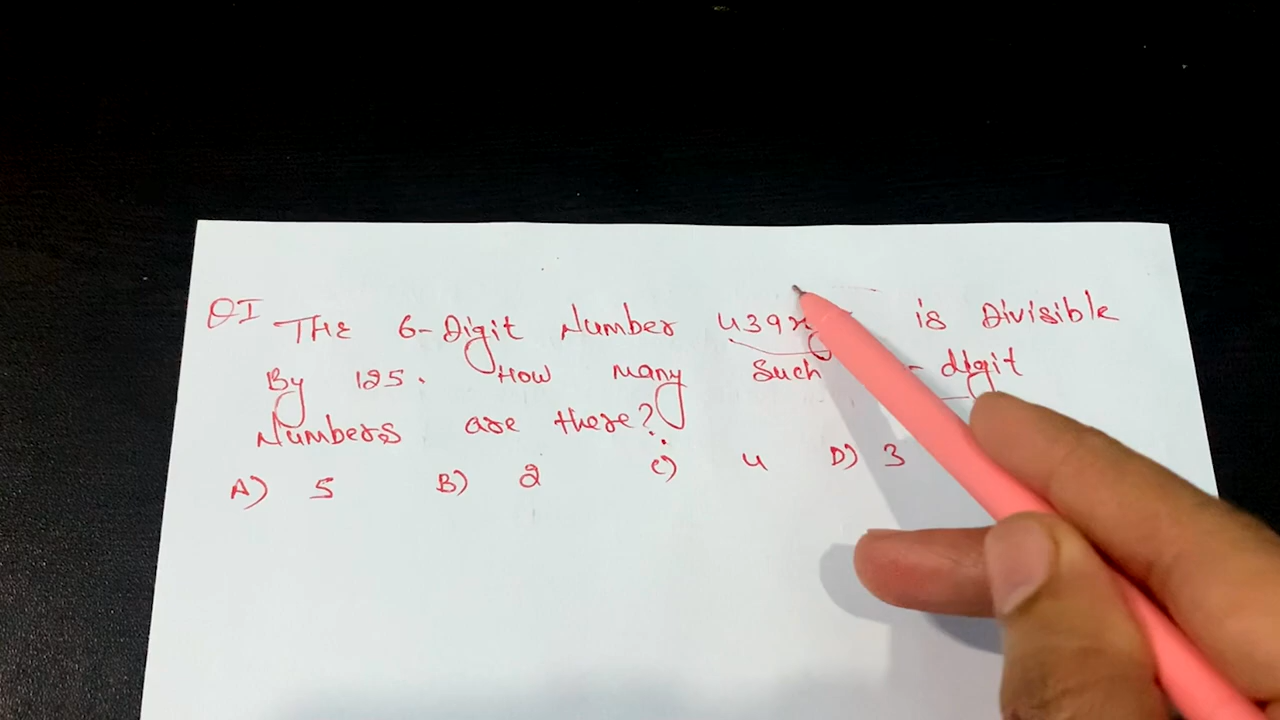 Q1 The 6-Digit Number 439x is Divisible
By 125. How many Such - digit
Numbers are there?
A) 5 B) 2 C) 4 D) 3